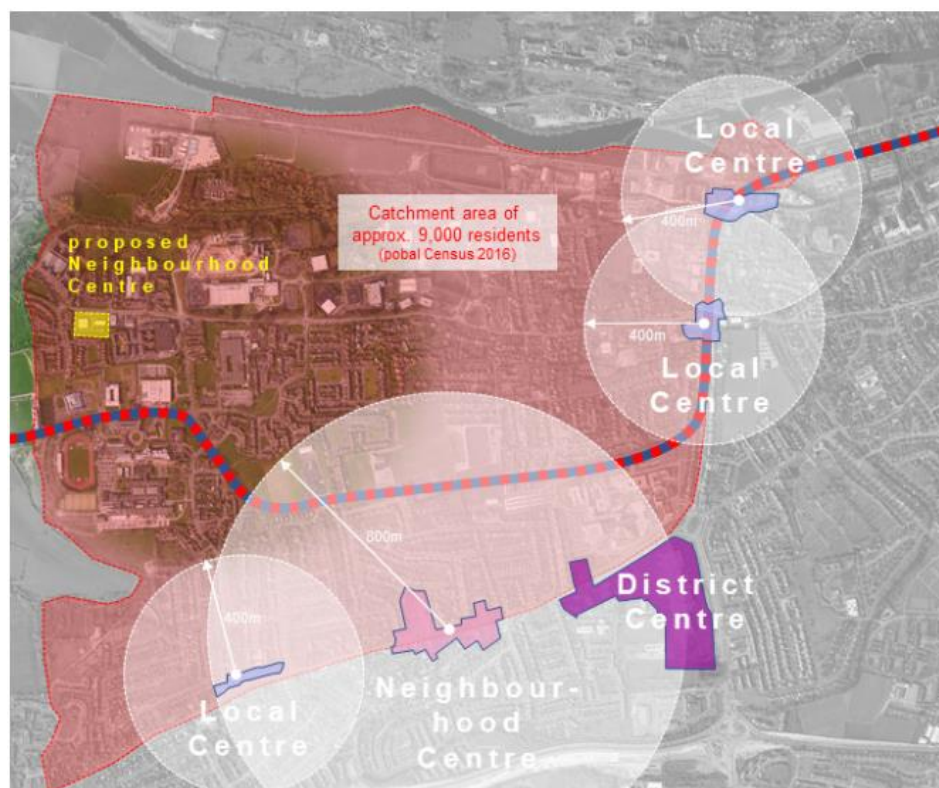 Local
Centre
400m
Catchment area of
approx. 9,000 residents
(pobal Census 2016)
proposed
Neighbourhood
Centre
400m
Local
Centre
800m
District
Centre
400m
Local
Centre
Neighbour-
hood
Centre